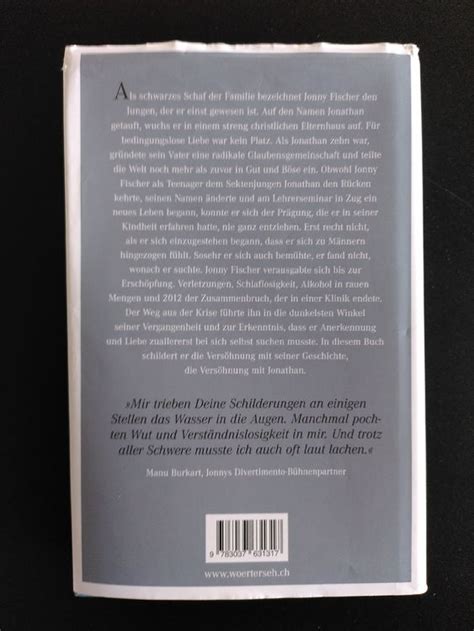 Als schwarzes Schaf der Familie bezeichnet Jonny Fischer den
Jungen, der er einst gewesen ist. Auf den Namen Jonathan
getauft, wuchs er in einem streng christlichen Elternhaus auf. Für
bedingungslose Liebe war kein Platz. Als Jonathan zehn war,
gründete sein Vater eine radikale Glaubensgemeinschaft und teilte
die Welt noch mehr als zuvor in Gut und Böse ein. Obwohl Jonny
Fischer als Teenager dem Sektenjungen Jonathan den Rücken
kehrte, seinen Namen änderte und am Lehrerseminar in Zug ein
neues Leben begann, konnte er sich der Prägung, die er in seiner
Kindheit erfahren hatte, nie ganz entziehen. Erst recht nicht,
als er sich einzugestehen begann, dass er sich zu Männern
hingezogen fühlt. Sosehr er sich auch bemühte, er fand nicht,
wonach er suchte. Jonny Fischer verausgabte sich bis zur
Erschöpfung. Verletzungen, Schlaflosigkeit, Alkohol in rauen
Mengen und 2012 der Zusammenbruch, der in einer Klinik endete.
Der Weg aus der Krise führte ihn in die dunkelsten Winkel
seiner Vergangenheit und zur Erkenntnis, dass er Anerkennung
und Liebe zuallererst bei sich selbst suchen musste. In diesem Buch
schildert er die Versöhnung mit seiner Geschichte,
die Versöhnung mit Jonathan.
»Mir trieben Deine Schilderungen an einigen
Stellen das Wasser in die Augen. Manchmal poch-
ten Wut und Verständnislosigkeit in mir. Und trotz
aller Schwere musste ich auch oft laut lachen.«
Manu Burkart, Jonnys Divertimento-Bühnenpartner
9 783037 631317
www.woerterseh.ch